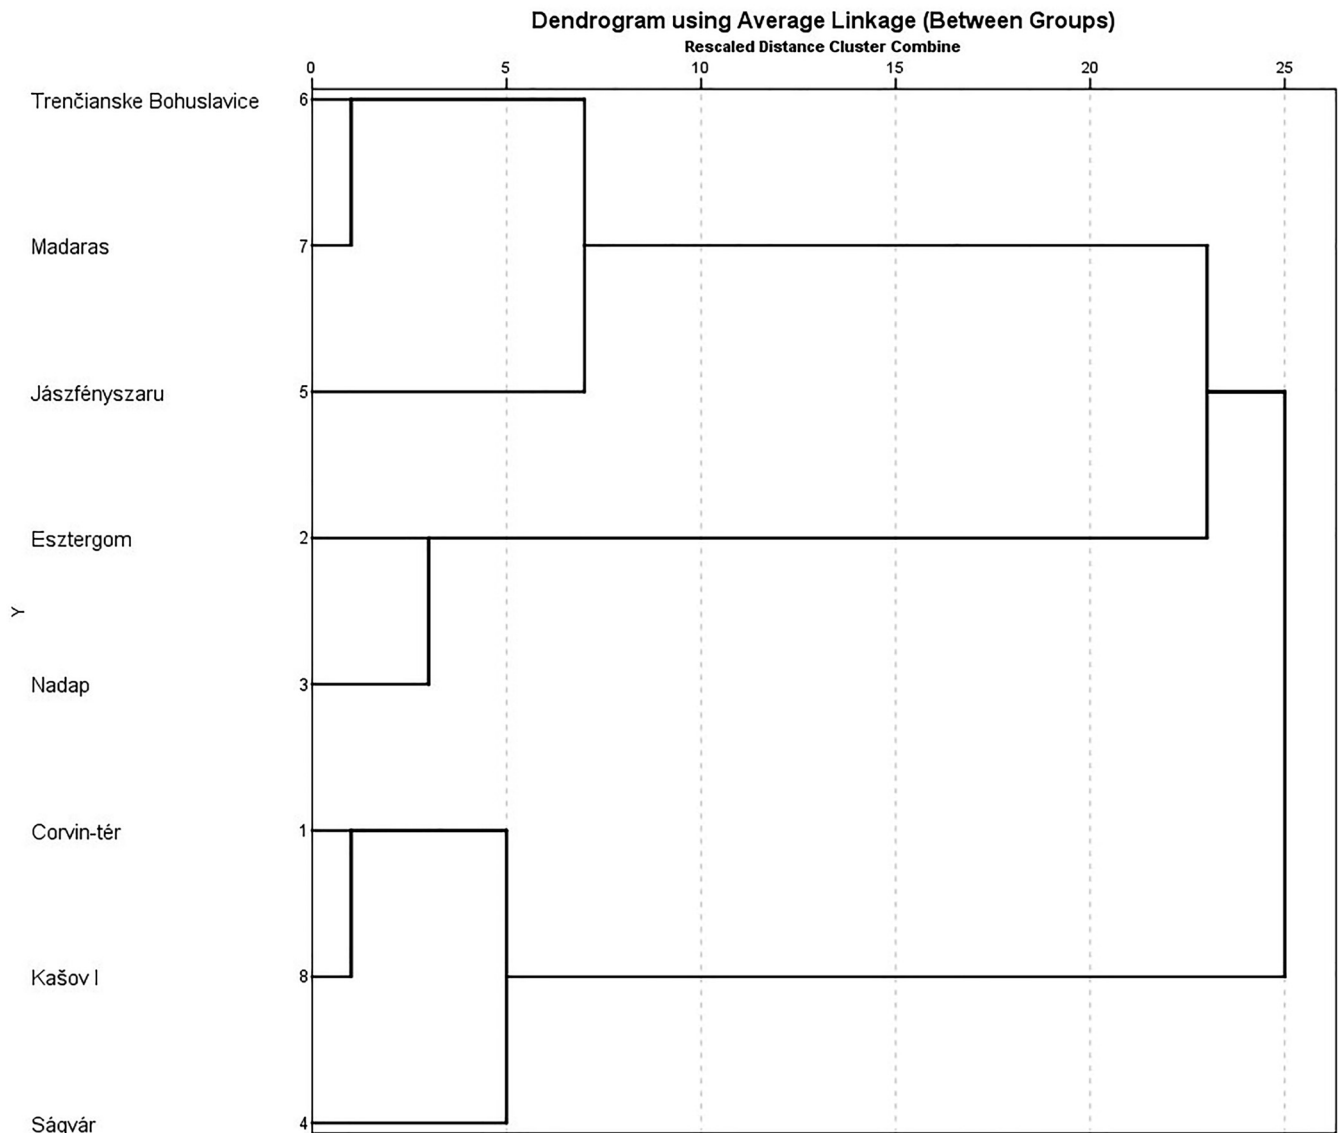 Dendrogram using Average Linkage (Between Groups)
Rescaled Distance Cluster Combine
0 5 10 15 20 25
Trenčianske Bohuslavice 6
Madaras 7
Jászfényszaru 5
Esztergom 2
Y
Nadap 3
Corvin-tér 1
Kašov I 8
Ságvár 4